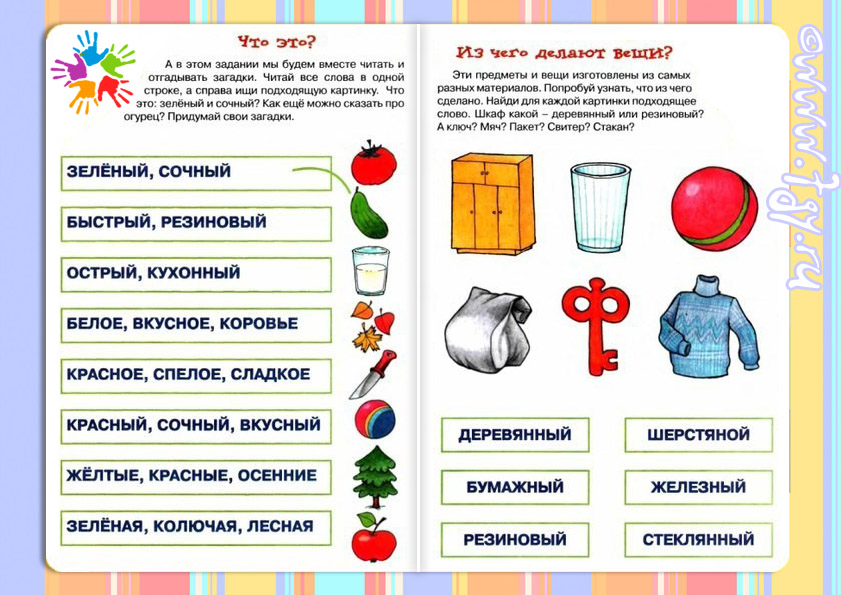 Что это?
А в этом задании мы будем вместе читать и
отгадывать загадки. Читай все слова в одной
строке, а справа ищи подходящую картинку. Что
это: зелёный и сочный? Как ещё можно сказать про
огурец? Придумай свои загадки.
ЗЕЛЁНЫЙ, СОЧНЫЙ
БЫСТРЫЙ, РЕЗИНОВЫЙ
ОСТРЫЙ, КУХОННЫЙ
БЕЛОЕ, ВКУСНОЕ, КОРОВЬЕ
КРАСНОЕ, СПЕЛОЕ, СЛАДКОЕ
КРАСНЫЙ, СОЧНЫЙ, ВКУСНЫЙ
ЖЁЛТЫЕ, КРАСНЫЕ, ОСЕННИЕ
ЗЕЛЁНАЯ, КОЛЮЧАЯ, ЛЕСНАЯ
Из чего делают вещи?
Эти предметы и вещи изготовлены из самых
разных материалов. Попробуй узнать, что из чего
сделано. Найди для каждой картинки подходящее
слово. Шкаф какой – деревянный или резиновый?
А ключ? Мяч? Пакет? Свитер? Стакан?
ДЕРЕВЯННЫЙ
ШЕРСТЯНОЙ
БУМАЖНЫЙ
ЖЕЛЕЗНЫЙ
РЕЗИНОВЫЙ
СТЕКЛЯННЫЙ